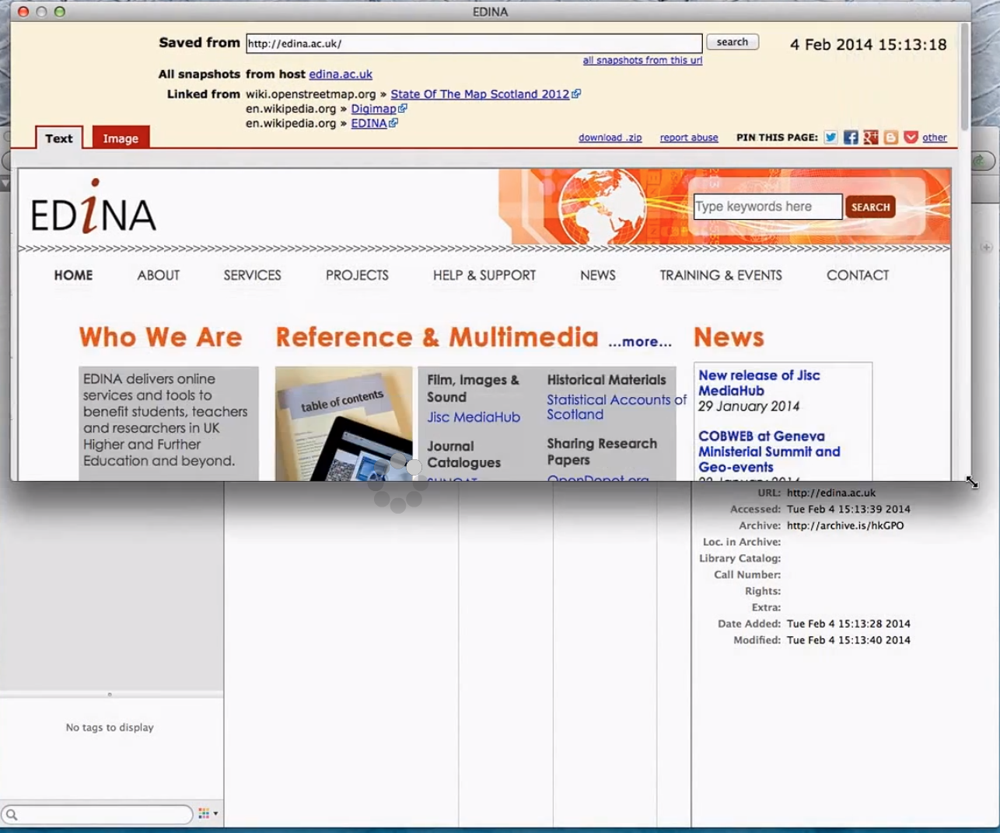 EDINA
Saved from http://edina.ac.uk/ search 4 Feb 2014 15:13:18
all snapshots from this url
All snapshots from host edina.ac.uk
Linked from wiki.openstreetmap.org » State Of The Map Scotland 2012
en.wikipedia.org » Digimap
en.wikipedia.org » EDINA
Text Image download .zip report abuse PIN THIS PAGE: other
EDiNA
Type keywords here SEARCH
HOME ABOUT SERVICES PROJECTS HELP & SUPPORT NEWS TRAINING & EVENTS CONTACT
Who We Are
EDINA delivers online
services and tools to
benefit students, teachers
and researchers in UK
Higher and Further
Education and beyond.
Reference & Multimedia ...more...
table of contents
Film, Images &
Sound
Jisc MediaHub
Journal
Catalogues
SUNCAT
Historical Materials
Statistical Accounts of
Scotland
Sharing Research
Papers
OpenDepot.org
News
New release of Jisc
MediaHub
29 January 2014
COBWEB at Geneva
Ministerial Summit and
Geo-events
URL: http://edina.ac.uk
Accessed: Tue Feb 4 15:13:39 2014
Archive: http://archive.is/hkGPO
Loc. in Archive:
Library Catalog:
Call Number:
Rights:
Extra:
Date Added: Tue Feb 4 15:13:28 2014
Modified: Tue Feb 4 15:13:40 2014
No tags to display